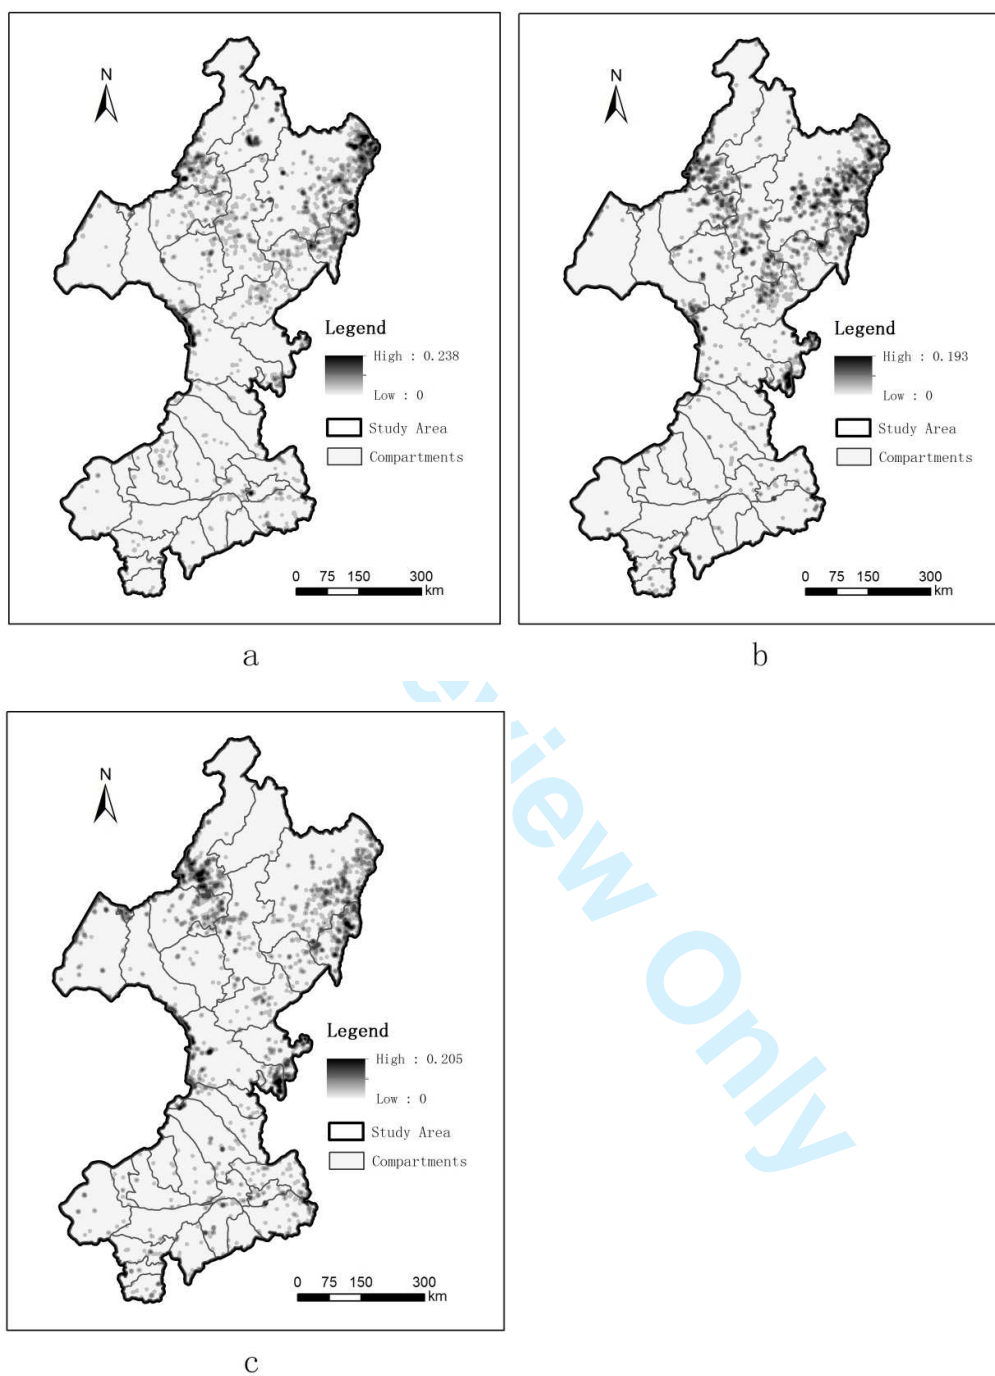 N
Legend
High : 0.238
Low : 0
Study Area
Compartments
0 75 150 300
km
a
N
Legend
High : 0.193
Low : 0
Study Area
Compartments
0 75 150 300
km
b
view Only
N
Legend
High : 0.205
Low : 0
Study Area
Compartments
0 75 150 300
km
c